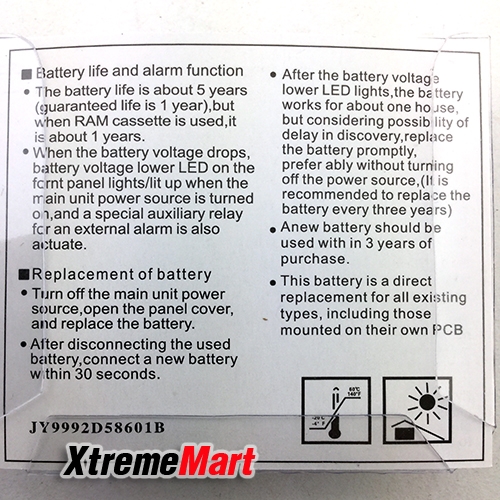 ■ Battery life and alarm function
● The battery life is about 5 years
(guaranteed life is 1 year),but
when RAM cassette is used,it
is about 1 years.
● When the battery voltage drops,
battery voltage lower LED on the
fornt panel lights/lit up when the
main unit power source is turned
on,and a special auxiliary relay
for an external alarm is also
actuate.
■ Replacement of battery
● Turn off the main unit power
source,open the panel cover,
and replace the battery.
● After disconnecting the used
battery,connect a new battery
within 30 seconds.
JY9992D58601B
● After the battery voltage
lower LED lights,the battery
works for about one house,
but considering possibility of
delay in discovery,replace
the battery promptly,
prefer ably without turning
off the power source,(It is
recommended to replace the
battery every three years)
● Anew battery should be
used with in 3 years of
purchase.
● This battery is a direct
replacement for all existing
types, including those
mounted on their own PCB
60℃
140°F
-20℃
-4°F
XtremeMart